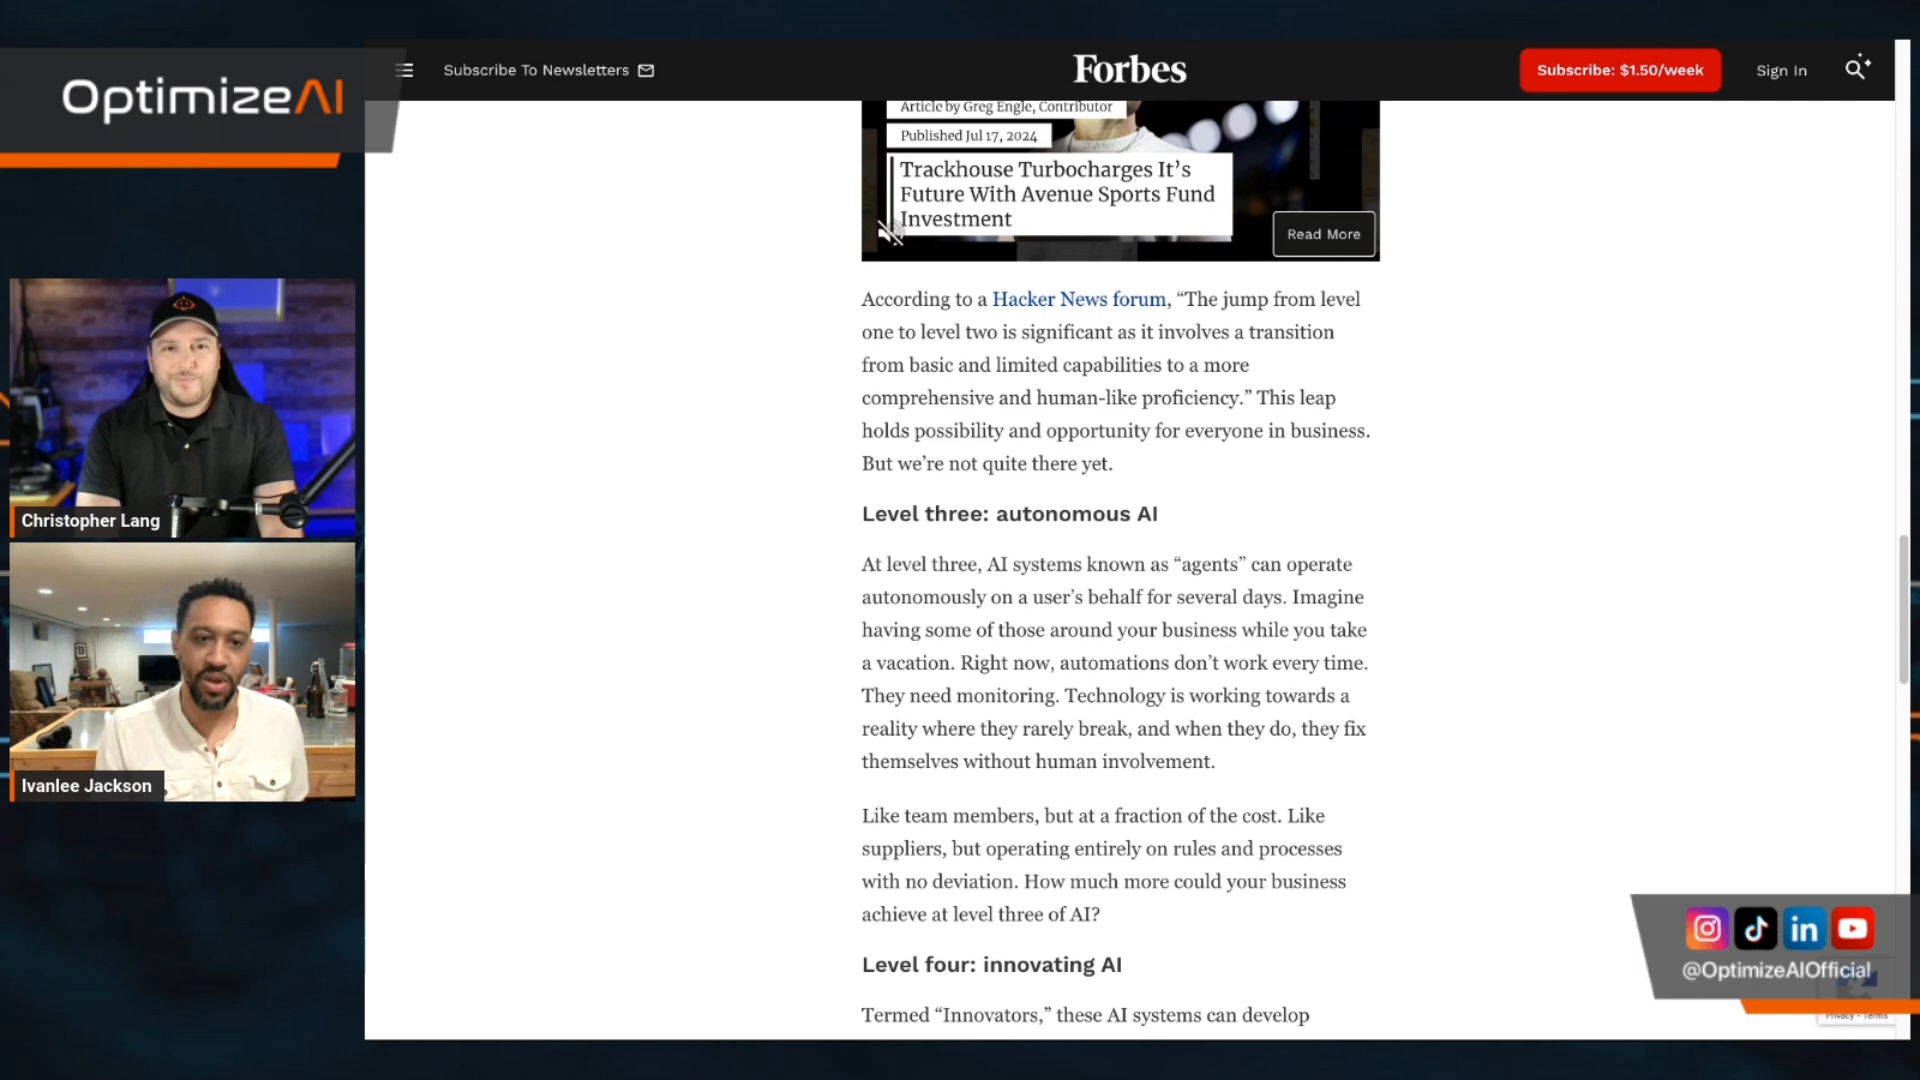 OptimizeAI
Subscribe To Newsletters
Forbes
Subscribe: $1.50/week
Sign In
Article by Greg Engle, Contributor
Published Jul 17, 2024
Trackhouse Turbocharges It’s
Future With Avenue Sports Fund
Investment
Read More
According to a Hacker News forum, “The jump from level
one to level two is significant as it involves a transition
from basic and limited capabilities to a more
comprehensive and human-like proficiency.” This leap
holds possibility and opportunity for everyone in business.
But we’re not quite there yet.
Level three: autonomous AI
At level three, AI systems known as “agents” can operate
autonomously on a user’s behalf for several days. Imagine
having some of those around your business while you take
a vacation. Right now, automations don’t work every time.
They need monitoring. Technology is working towards a
reality where they rarely break, and when they do, they fix
themselves without human involvement.
Like team members, but at a fraction of the cost. Like
suppliers, but operating entirely on rules and processes
with no deviation. How much more could your business
achieve at level three of AI?
Level four: innovating AI
Termed “Innovators,” these AI systems can develop
Christopher Lang
Ivanlee Jackson
in
@OptimizeAIOfficial
Privacy - Terms